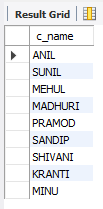 Result Grid
c_name
ANIL
SUNIL
MEHUL
MADHURI
PRAMOD
SANDIP
SHIVANI
KRANTI
MINU